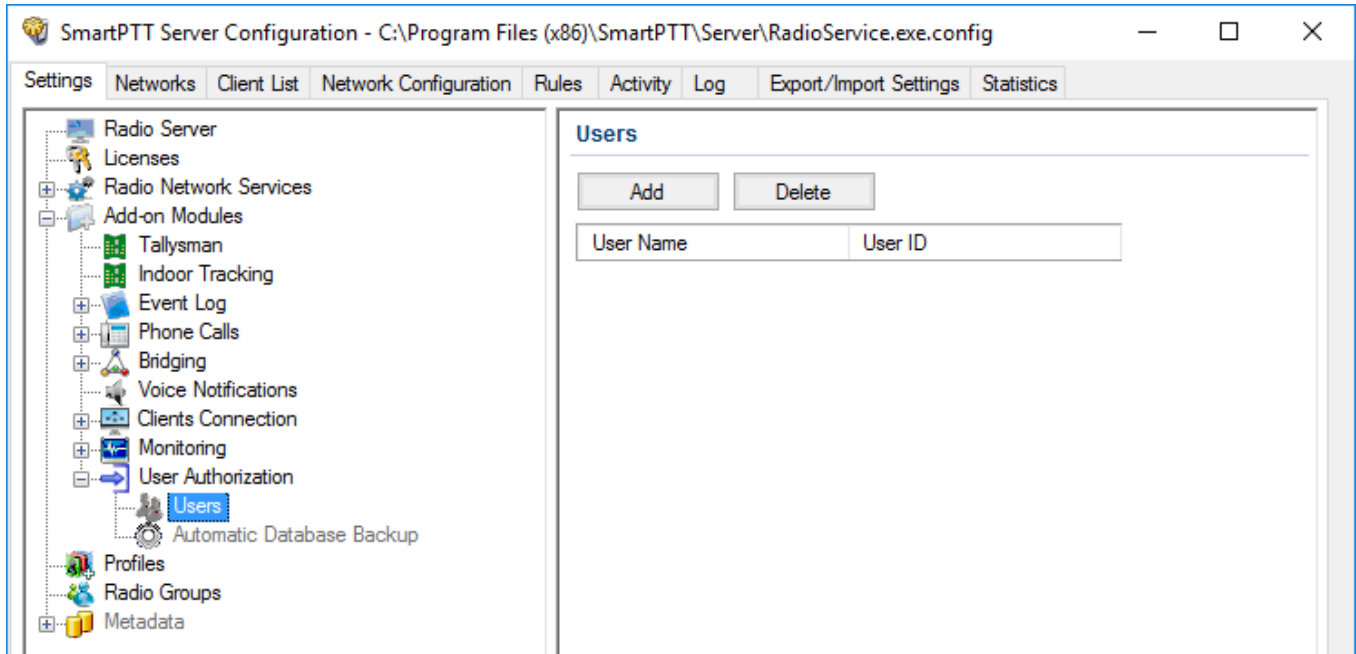 SmartPTT Server Configuration - C:\Program Files (x86)\SmartPTT\Server\RadioService.exe.config
Settings Networks Client List Network Configuration Rules Activity Log Export/Import Settings Statistics
Radio Server
Licenses
Radio Network Services
Add-on Modules
Tallysman
Indoor Tracking
Event Log
Phone Calls
Bridging
Voice Notifications
Clients Connection
Monitoring
User Authorization
Users
Automatic Database Backup
Profiles
Radio Groups
Metadata
Users
Add Delete
User Name User ID